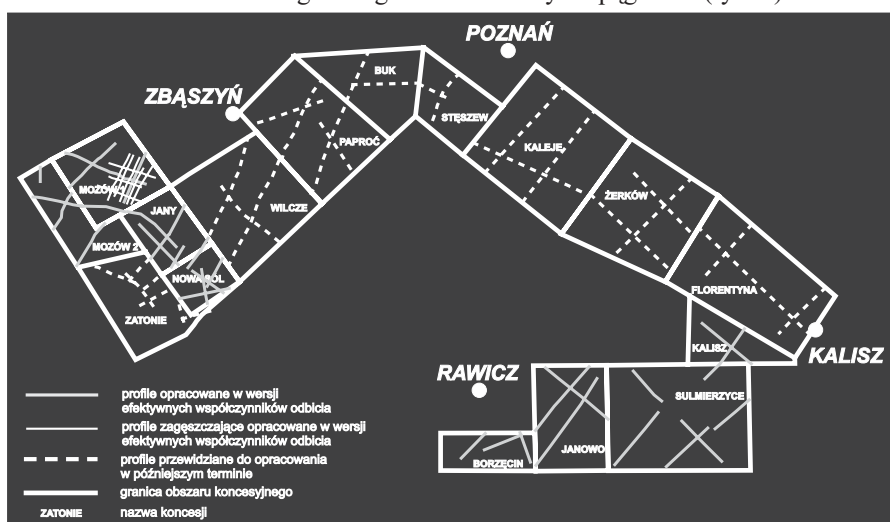 POZNAŃ
BUK
ZBĄSZYŃ
STĘSZEW
PAPROĆ
KALEJE
MOZÓW 1
ŻERKÓW
JANY
WILCZE
MOZÓW 2
NOWA SOL
FLORENTYNA
ZATONIE
KALISZ
KALISZ
RAWICZ
SULMIERZYCE
JANOWO
BORZĘCIN
profile opracowane w wersji
efektywnych współczynników odbicia
profile zagęszczające opracowane w wersji
efektywnych współczynników odbicia
profile przewidziane do opracowania
w późniejszym terminie
granica obszaru koncesyjnego
ZATONIE nazwa koncesji